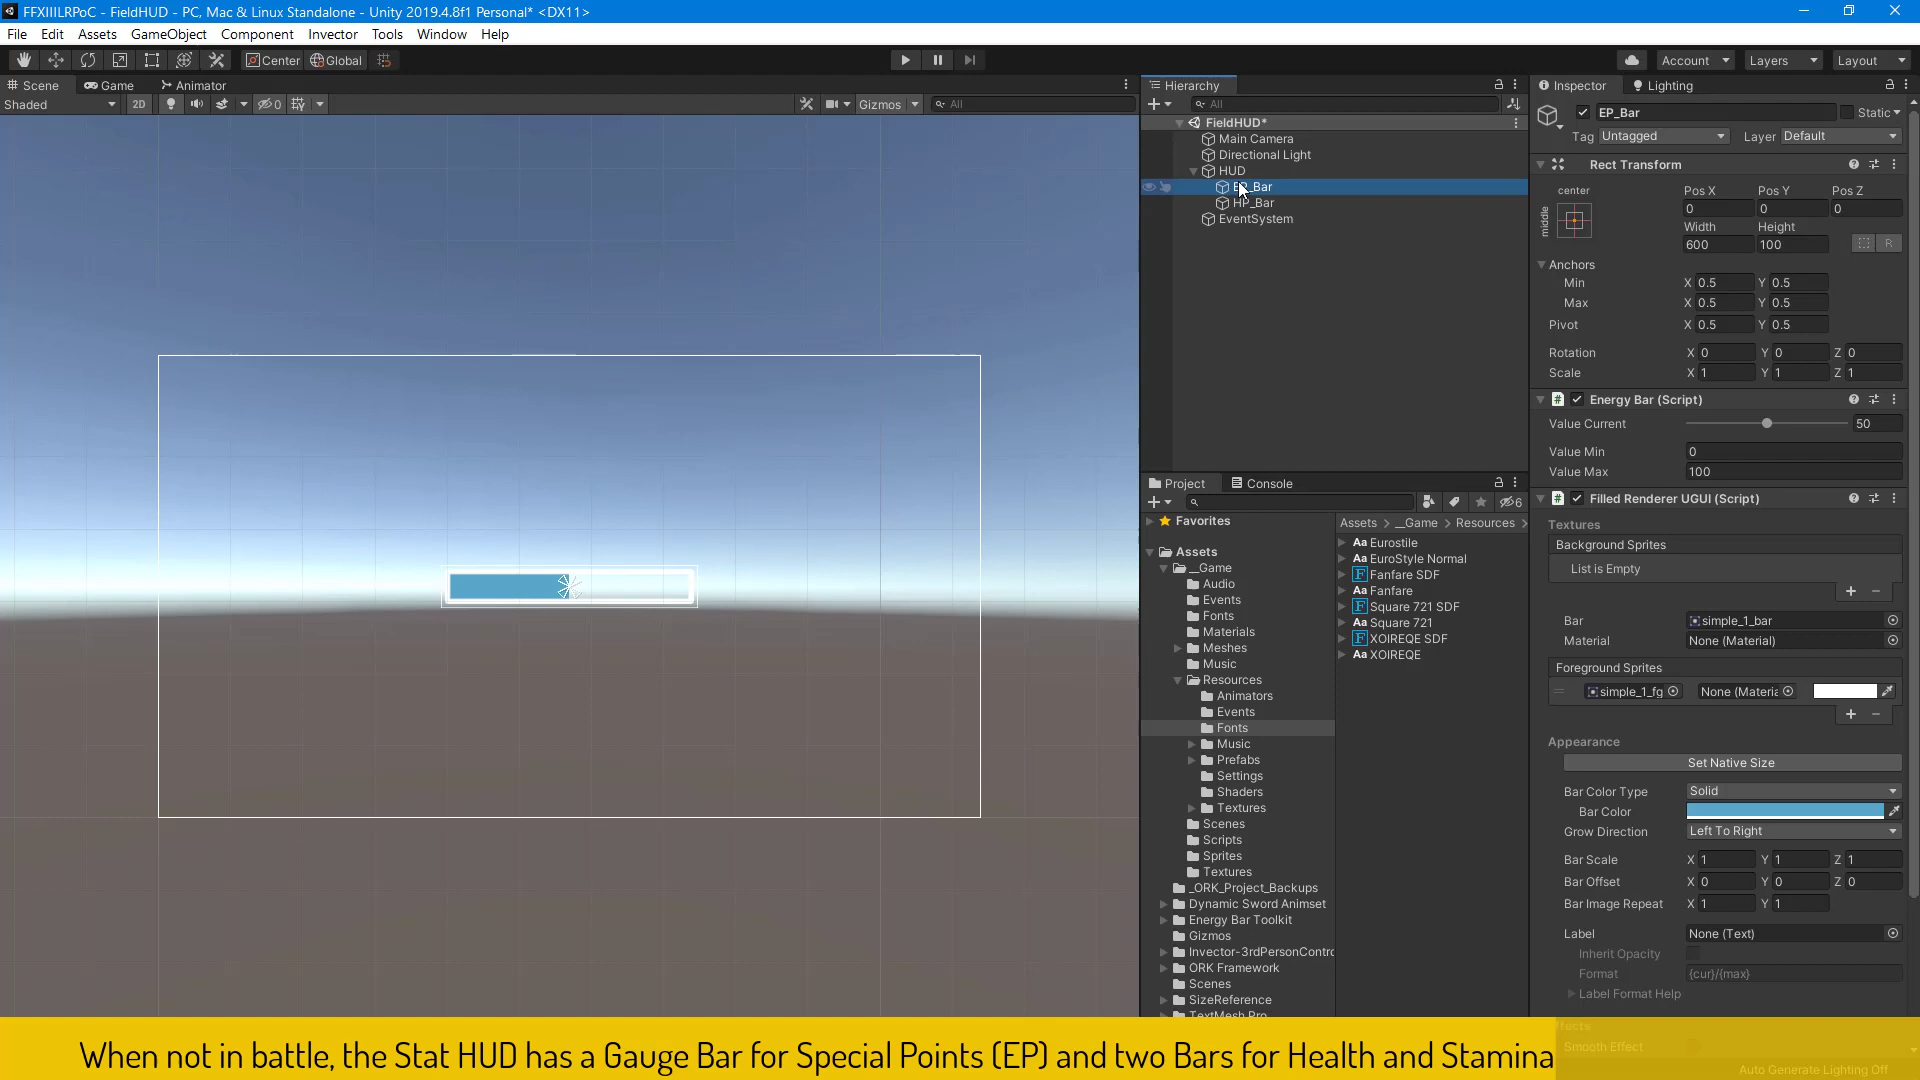 FFXIIILRPoC - FieldHUD - PC, Mac & Linux Standalone - Unity 2019.4.8f1 Personal* <DX11>
File Edit Assets GameObject Component Invector Tools Window Help
Center Global Account Layers Layout
Scene Game Animator
Shaded 2D 0 Gizmos All
Hierarchy
All
FieldHUD*
Main Camera
Directional Light
HUD
EP_Bar
HP_Bar
EventSystem
Project Console
6
Favorites
Assets
__Game
Audio
Events
Fonts
Materials
Meshes
Music
Resources
Animators
Events
Fonts
Music
Prefabs
Settings
Shaders
Textures
Scenes
Scripts
Sprites
Textures
_ORK_Project_Backups
Dynamic Sword Animset
Energy Bar Toolkit
Gizmos
Invector-3rdPersonContro
ORK Framework
Scenes
SizeReference
TextMesh Pro
Assets > __Game > Resources >
Aa Eurostile
Aa EuroStyle Normal
F Fanfare SDF
Aa Fanfare
F Square 721 SDF
Aa Square 721
F XOIREQE SDF
Aa XOIREQE
Inspector Lighting
EP_Bar Static
Tag Untagged Layer Default
Rect Transform
center
middle
Pos X Pos Y Pos Z
0 0 0
Width Height
600 100
R
Anchors
Min X 0.5 Y 0.5
Max X 0.5 Y 0.5
Pivot X 0.5 Y 0.5
Rotation X 0 Y 0 Z 0
Scale X 1 Y 1 Z 1
# Energy Bar (Script)
Value Current 50
Value Min 0
Value Max 100
# Filled Renderer UGUI (Script)
Textures
Background Sprites
List is Empty
Bar simple_1_bar
Material None (Material)
Foreground Sprites
simple_1_fg None (Materia
Appearance
Set Native Size
Bar Color Type Solid
Bar Color
Grow Direction Left To Right
Bar Scale X 1 Y 1 Z 1
Bar Offset X 0 Y 0 Z 0
Bar Image Repeat X 1 Y 1
Label None (Text)
Inherit Opacity
Format {cur}/{max}
Label Format Help
Smooth Effect
Auto Generate Lighting Off
When not in battle, the Stat HUD has a Gauge Bar for Special Points (EP) and two Bars for Health and Stamina